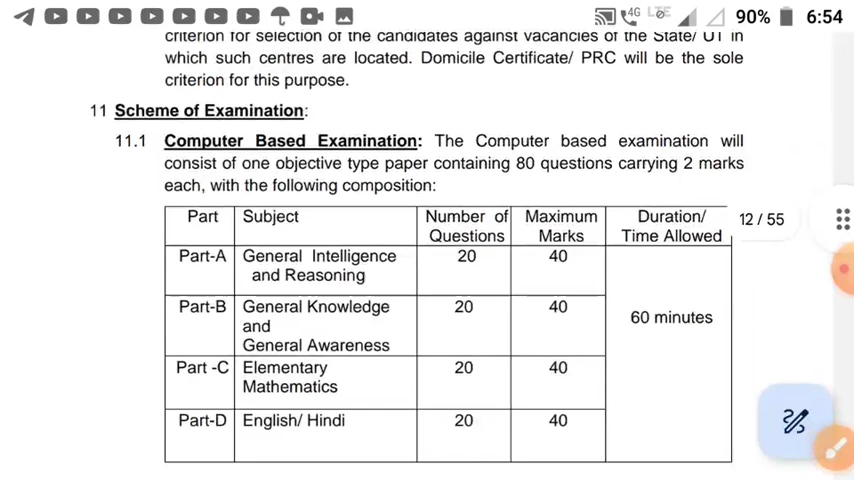 4G LTE 90% 6:54
criterion for selection of the candidates against vacancies of the State/ UT in
which such centres are located. Domicile Certificate/ PRC will be the sole
criterion for this purpose.
11 Scheme of Examination:
11.1 Computer Based Examination: The Computer based examination will
consist of one objective type paper containing 80 questions carrying 2 marks
each, with the following composition:
Part Subject Number of Maximum Duration/
Questions Marks Time Allowed
12 / 55
Part-A General Intelligence 20 40
and Reasoning
Part-B General Knowledge 20 40
and
General Awareness
60 minutes
Part -C Elementary 20 40
Mathematics
Part-D English/ Hindi 20 40